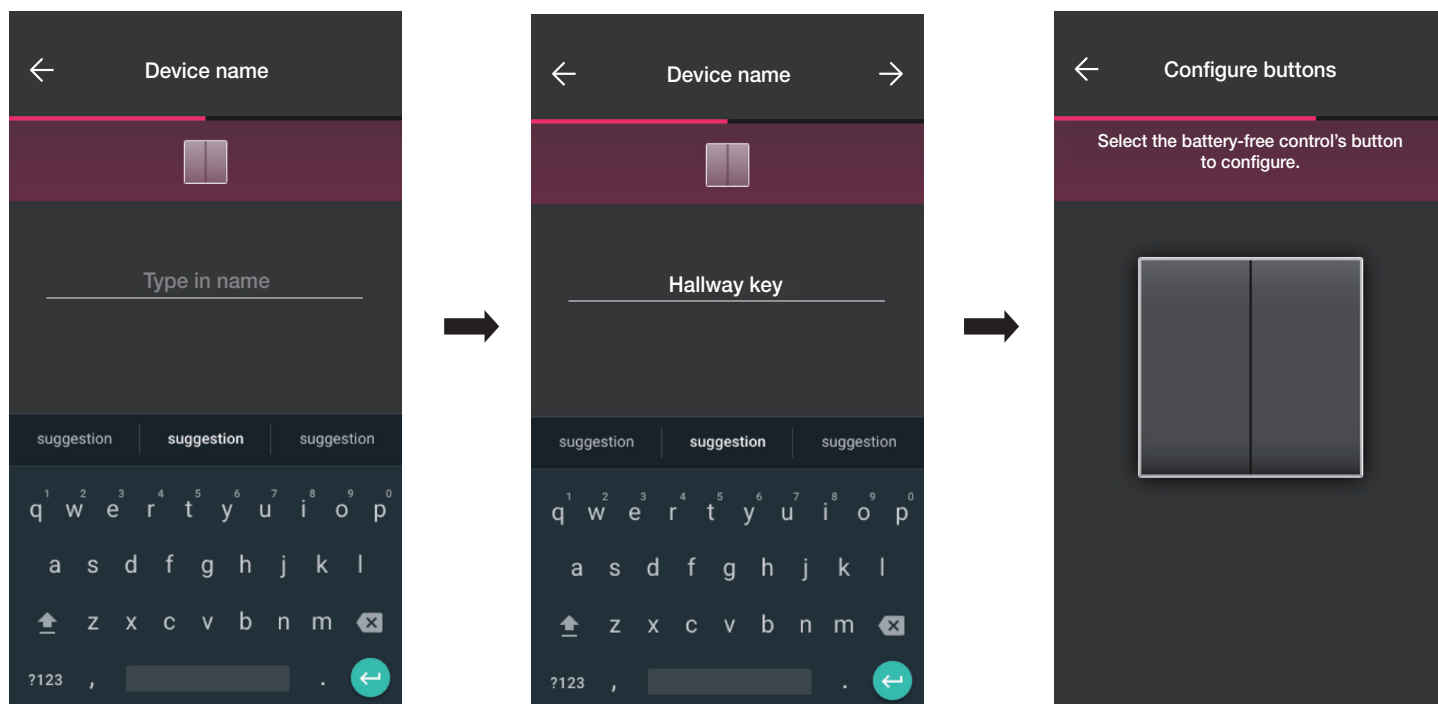 Device name
Type in name
suggestion suggestion suggestion
1 2 3 4 5 6 7 8 9 0
q w e r t y u i o p
a s d f g h j k l
z x c v b n m
?123 , .
Device name
Hallway key
suggestion suggestion suggestion
1 2 3 4 5 6 7 8 9 0
q w e r t y u i o p
a s d f g h j k l
z x c v b n m
?123 , .
Configure buttons
Select the battery-free control’s button
to configure.